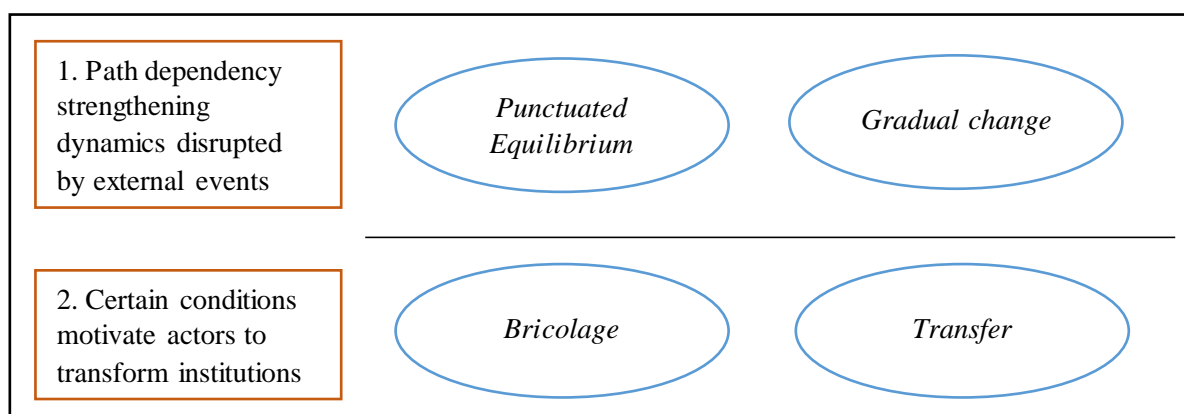 1. Path dependency
strengthening
dynamics disrupted
by external events
Punctuated
Equilibrium
Gradual change
2. Certain conditions
motivate actors to
transform institutions
Bricolage
Transfer